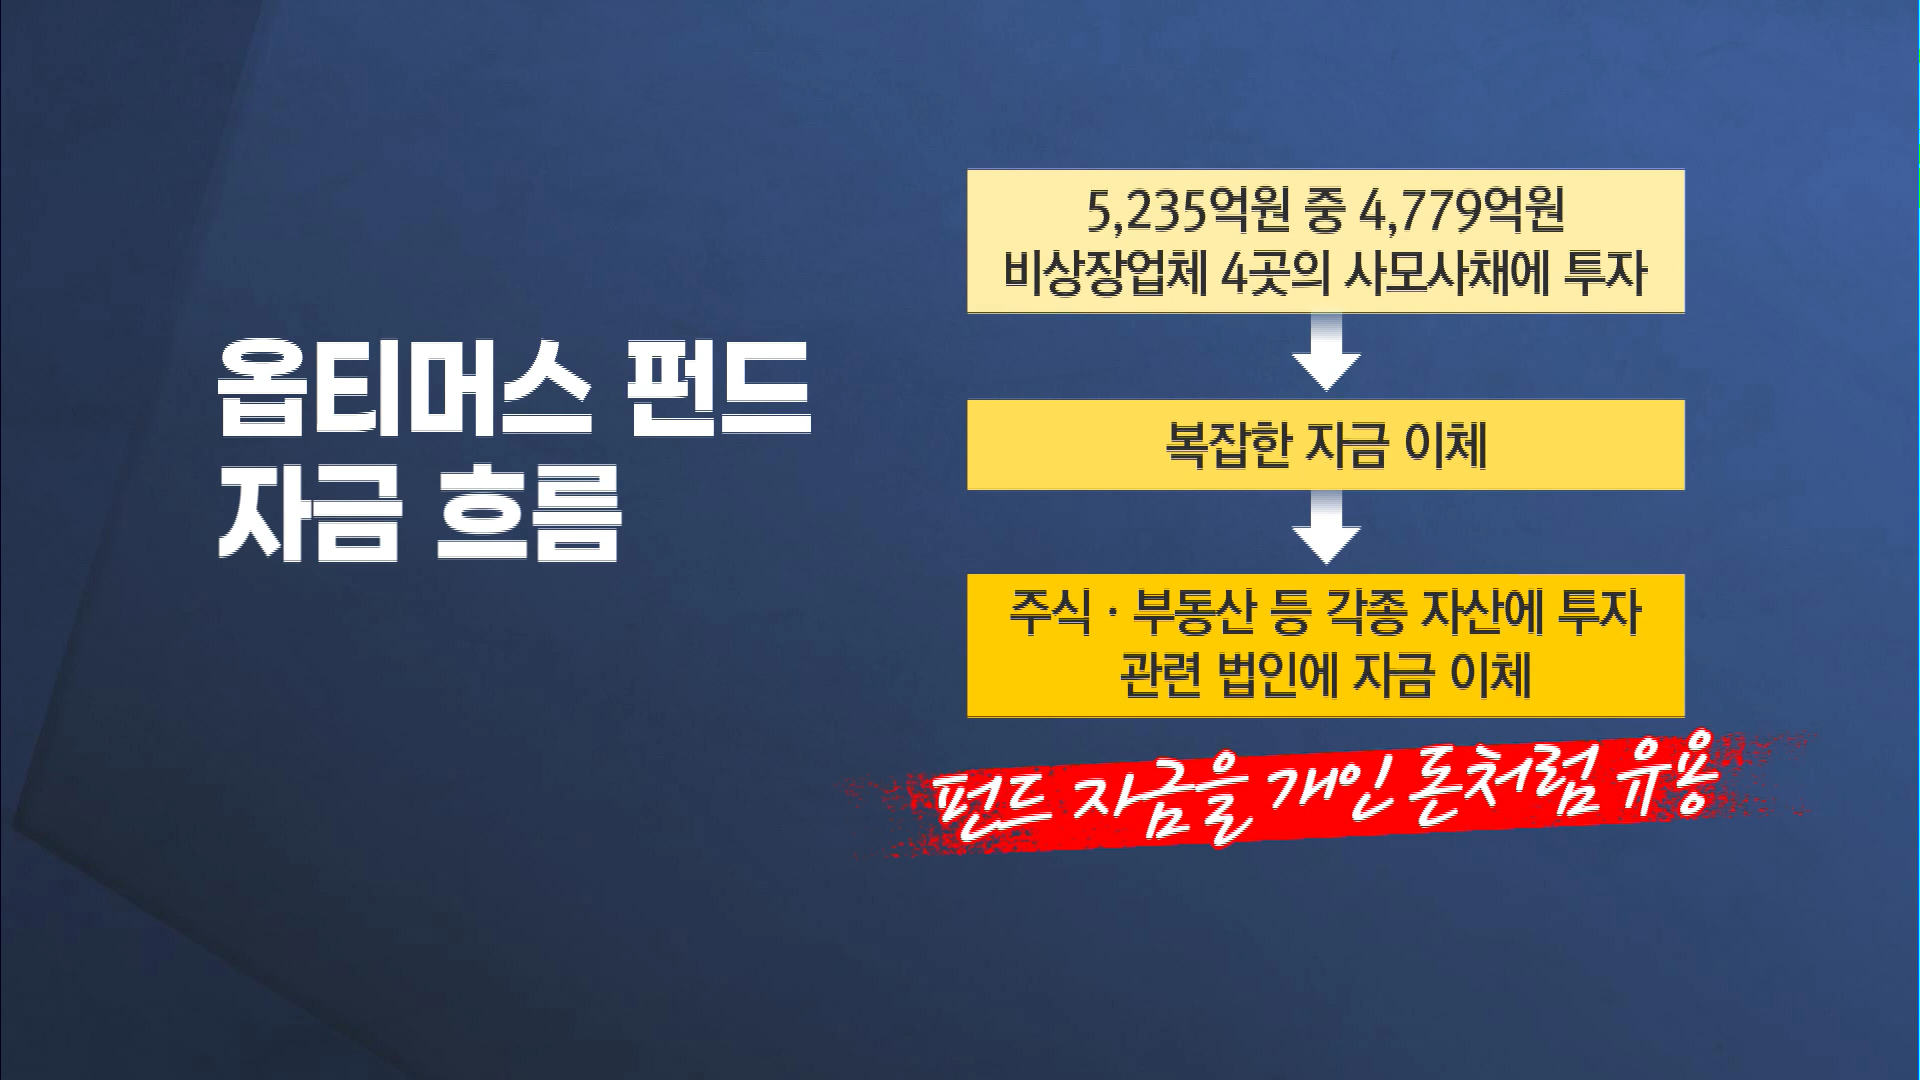 옵티머스 펀드
자금 흐름
5,235억원 중 4,779억원
비상장업체 4곳의 사모사채에 투자
복잡한 자금 이체
주식·부동산 등 각종 자산에 투자
관련 법인에 자금 이체
펀드 자금을 개인 돈처럼 유용